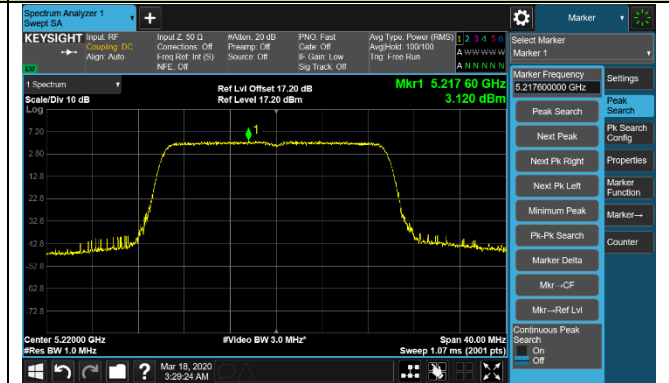 Spectrum Analyzer 1
Swept SA
Marker
KEYSIGHT
Input: RF
Coupling: DC
Align: Auto
Input Z: 50 Ω
Corrections: Off
Freq Ref: Int (S)
NFE: Off
#Atten: 20 dB
Preamp: Off
Source: Off
PNO: Fast
Gate: Off
IF Gain: Low
Sig Track: Off
Avg Type: Power (RMS)
Avg|Hold: 100/100
Trig: Free Run
1 2 3 4 5 6
A W W W W W
A N N N N N
Select Marker
Marker 1
LXI
1 Spectrum
Scale/Div 10 dB
Log
Ref Lvl Offset 17.20 dB
Ref Level 17.20 dBm
Mkr1 5.217 60 GHz
3.120 dBm
Marker Frequency
5.217600000 GHz
Settings
Peak Search
Next Peak
Next Pk Right
Next Pk Left
Minimum Peak
Pk-Pk Search
Marker Delta
Mkr→CF
Mkr→Ref Lvl
Continuous Peak
Search
On
Off
Peak
Search
Pk Search
Config
Properties
Marker
Function
Marker→
Counter
1
7.20
-2.80
-12.8
-22.8
-32.8
-42.8
-52.8
-62.8
-72.8
Center 5.22000 GHz
#Res BW 1.0 MHz
#Video BW 3.0 MHz*
Span 40.00 MHz
Sweep 1.07 ms (2001 pts)
?
Mar 18, 2020
3:29:24 AM